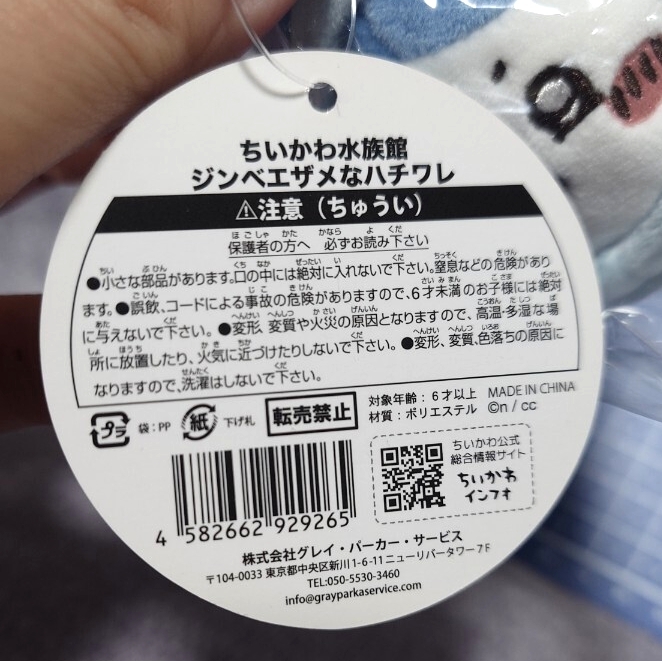 ちいかわ水族館
ジンベエザメなハチワレ
⚠注意（ちゅうい）
保護者の方へ 必ずお読み下さい
●小さな部品があります。口の中には絶対に入れないで下さい。窒息などの危険があり
ます。●誤飲、コードによる事故の危険がありますので、6才未満のお子様には絶対
に与えないで下さい。●変形、変質や火災の原因となりますので、高温・多湿な場
所に放置したり、火気に近づけたりしないで下さい。●変形、変質、色落ちの原因に
なりますので、洗濯はしないで下さい。
プラ 袋：PP 紙 下げ札 転売禁止
対象年齢：6才以上 MADE IN CHINA
材質：ポリエステル ©n / cc
ちいかわ公式
総合情報サイト
ちいかわ
インフォ
4 582662 929265
株式会社グレイ・パーカー・サービス
〒104-0033 東京都中央区新川1-6-11 ニューリバータワー7F
TEL:050-5530-3460
info@grayparkaservice.com